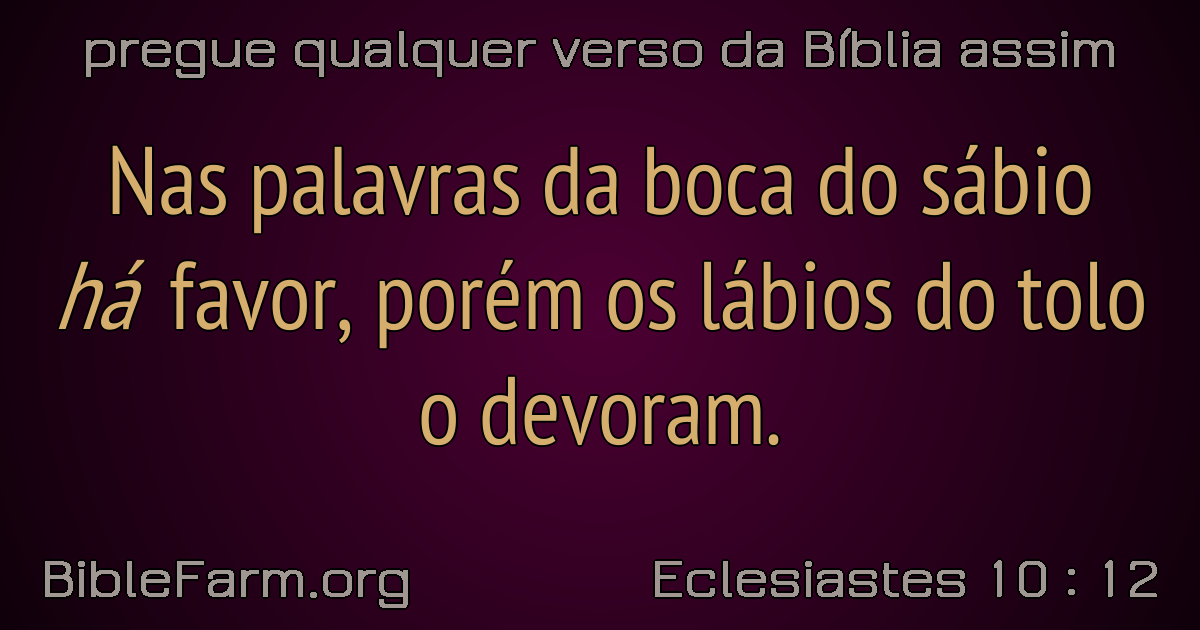 pregue qualquer verso da Bíblia assim
Nas palavras da boca do sábio
há favor, porém os lábios do tolo
o devoram.
BibleFarm.org
Eclesiastes 10 : 12